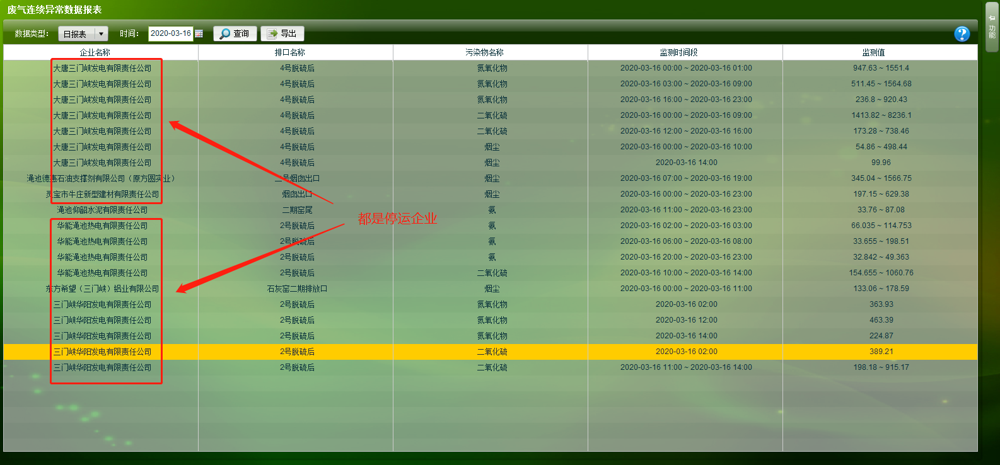 废气连续异常数据报表
数据类型: 日报表 时间: 2020-03-16 查询 导出
功能
企业名称 排口名称 污染物名称 监测时间段 监测值
大唐三门峡发电有限责任公司 4号脱硫后 氮氧化物 2020-03-16 00:00 ~ 2020-03-16 01:00 947.63 ~ 1551.4
大唐三门峡发电有限责任公司 4号脱硫后 氮氧化物 2020-03-16 03:00 ~ 2020-03-16 09:00 511.45 ~ 1564.68
大唐三门峡发电有限责任公司 4号脱硫后 氮氧化物 2020-03-16 16:00 ~ 2020-03-16 23:00 236.8 ~ 920.43
大唐三门峡发电有限责任公司 4号脱硫后 二氧化硫 2020-03-16 00:00 ~ 2020-03-16 09:00 1413.82 ~ 8236.1
大唐三门峡发电有限责任公司 4号脱硫后 二氧化硫 2020-03-16 12:00 ~ 2020-03-16 16:00 173.28 ~ 738.46
大唐三门峡发电有限责任公司 4号脱硫后 烟尘 2020-03-16 00:00 ~ 2020-03-16 10:00 54.86 ~ 498.44
大唐三门峡发电有限责任公司 4号脱硫后 烟尘 2020-03-16 14:00 99.96
渑池德惠石油支撑剂有限公司（原方圆实业） 二号烟囱出口 烟尘 2020-03-16 07:00 ~ 2020-03-16 19:00 345.04 ~ 1566.75
灵宝市牛庄新型建材有限责任公司 烟囱出口 烟尘 2020-03-16 00:00 ~ 2020-03-16 23:00 197.15 ~ 629.38
渑池仰韶水泥有限责任公司 二期窑尾 氨 2020-03-16 11:00 ~ 2020-03-16 23:00 33.76 ~ 87.08
都是停运企业
华能渑池热电有限责任公司 2号脱硫后 氨 2020-03-16 02:00 ~ 2020-03-16 03:00 66.035 ~ 114.753
华能渑池热电有限责任公司 2号脱硫后 氨 2020-03-16 06:00 ~ 2020-03-16 08:00 33.655 ~ 198.51
华能渑池热电有限责任公司 2号脱硫后 氨 2020-03-16 20:00 ~ 2020-03-16 23:00 32.842 ~ 49.363
华能渑池热电有限责任公司 2号脱硫后 二氧化硫 2020-03-16 10:00 ~ 2020-03-16 14:00 154.655 ~ 1060.76
东方希望（三门峡）铝业有限公司 石灰窑二期排放口 烟尘 2020-03-16 00:00 ~ 2020-03-16 11:00 133.06 ~ 178.59
三门峡华阳发电有限责任公司 2号脱硫后 氮氧化物 2020-03-16 02:00 363.93
三门峡华阳发电有限责任公司 2号脱硫后 氮氧化物 2020-03-16 12:00 463.39
三门峡华阳发电有限责任公司 2号脱硫后 氮氧化物 2020-03-16 14:00 224.87
三门峡华阳发电有限责任公司 2号脱硫后 二氧化硫 2020-03-16 02:00 389.21
三门峡华阳发电有限责任公司 2号脱硫后 二氧化硫 2020-03-16 11:00 ~ 2020-03-16 14:00 198.18 ~ 915.17